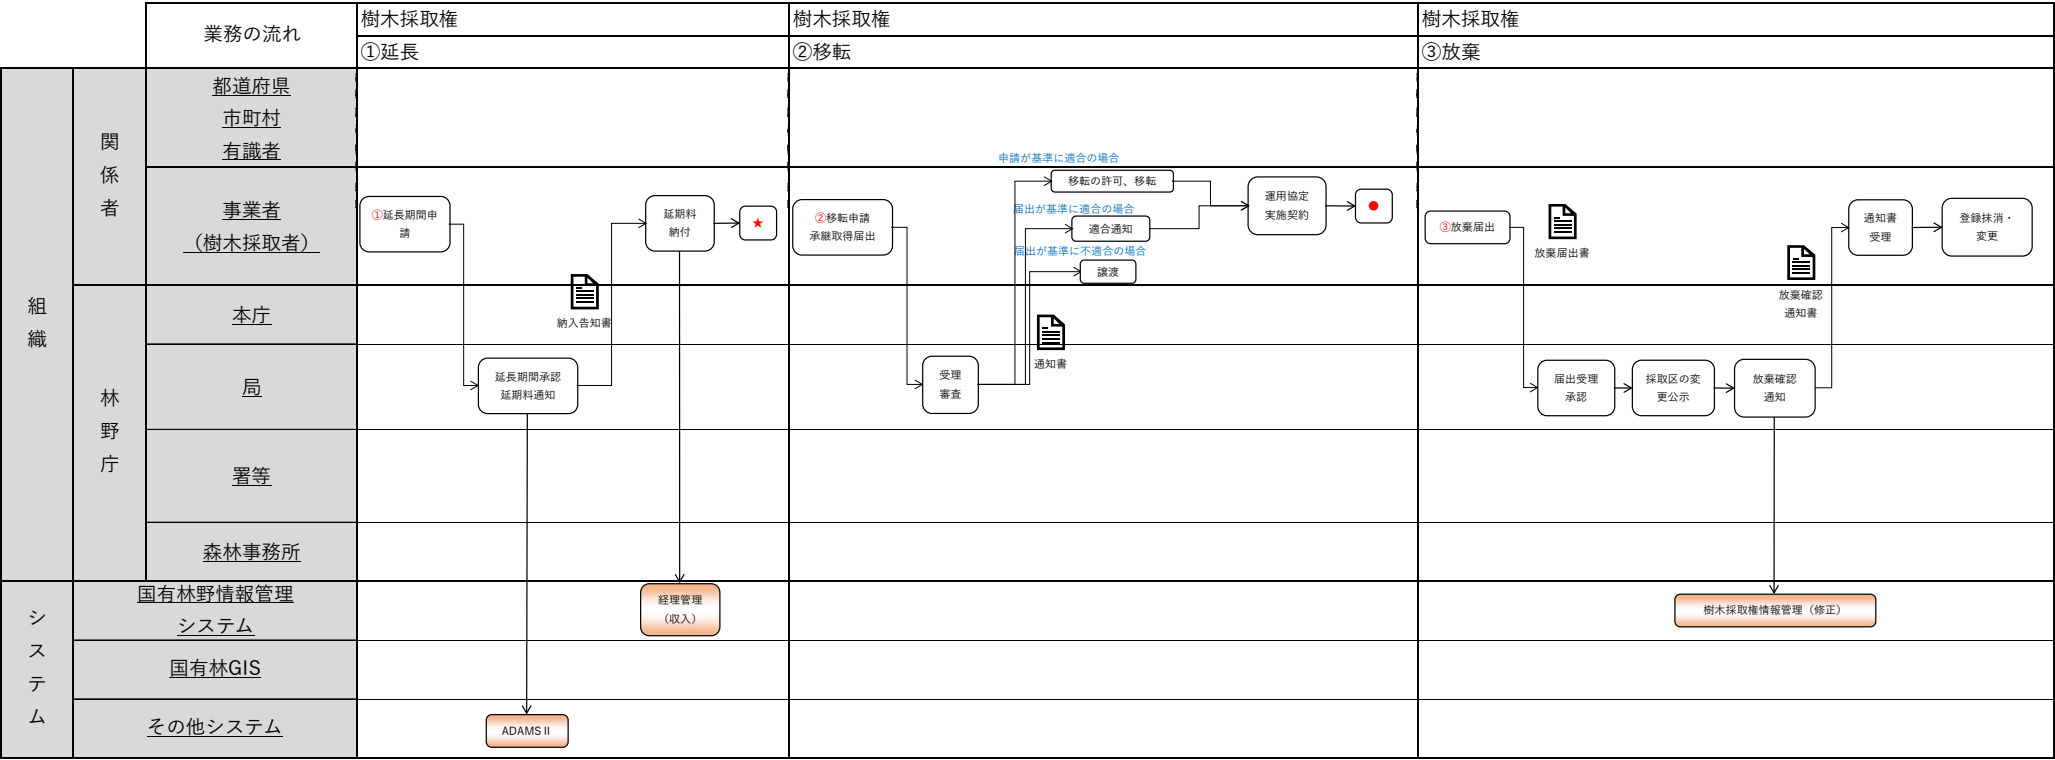 業務の流れ
樹木採取権
樹木採取権
樹木採取権
①延長
②移転
③放棄
組
織
関
係
者
都道府県
市町村
有識者
事業者
（樹木採取者）
林
野
庁
本庁
局
署等
森林事務所
シ
ス
テ
ム
国有林野情報管理
システム
国有林GIS
その他システム
①延長期間申
請
納入告知書
延長期間承認
延期料通知
延期料
納付
★
経理管理
（収入）
ADAMSⅡ
②移転申請
承継取得届出
受理
審査
通知書
申請が基準に適合の場合
移転の許可、移転
届出が基準に適合の場合
適合通知
届出が基準に不適合の場合
譲渡
運用協定
実施契約
●
③放棄届出
放棄届出書
届出受理
承認
採取区の変
更公示
放棄確認
通知
放棄確認
通知書
通知書
受理
登録抹消・
変更
樹木採取権情報管理（修正）